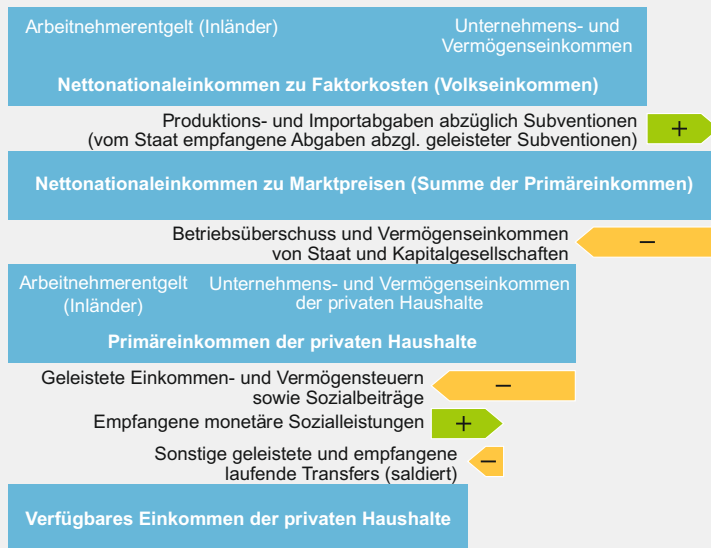 Arbeitnehmerentgelt (Inländer)
Unternehmens- und
Vermögenseinkommen
Nettonationaleinkommen zu Faktorkosten (Volkseinkommen)
Produktions- und Importabgaben abzüglich Subventionen
(vom Staat empfangene Abgaben abzgl. geleisteter Subventionen)
+
Nettonationaleinkommen zu Marktpreisen (Summe der Primäreinkommen)
Betriebsüberschuss und Vermögenseinkommen
von Staat und Kapitalgesellschaften
−
Arbeitnehmerentgelt
(Inländer)
Unternehmens- und Vermögenseinkommen
der privaten Haushalte
Primäreinkommen der privaten Haushalte
Geleistete Einkommen- und Vermögensteuern
sowie Sozialbeiträge
−
Empfangene monetäre Sozialleistungen
+
Sonstige geleistete und empfangene
laufende Transfers (saldiert)
−
Verfügbares Einkommen der privaten Haushalte